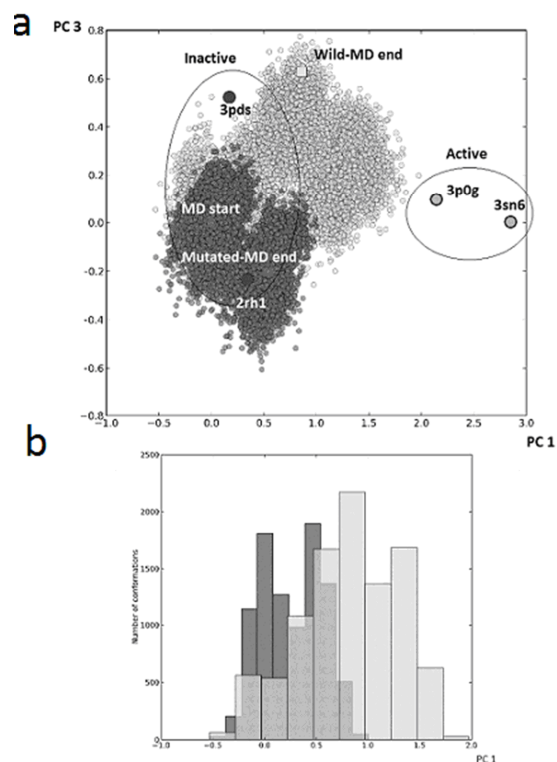 a
PC 3
0.8
0.6
0.4
0.2
0.0
-0.2
-0.4
-0.6
-0.8
Inactive
Wild-MD end
3pds
Active
3p0g
3sn6
MD start
Mutated-MD end
2rh1
-1.0 -0.5 0.0 0.5 1.0 1.5 2.0 2.5 3.0
PC 1
b
2500
2000
1500
1000
500
0
Number of conformations
-1.0 -0.5 0.0 0.5 1.0 1.5 2.0
PC 1